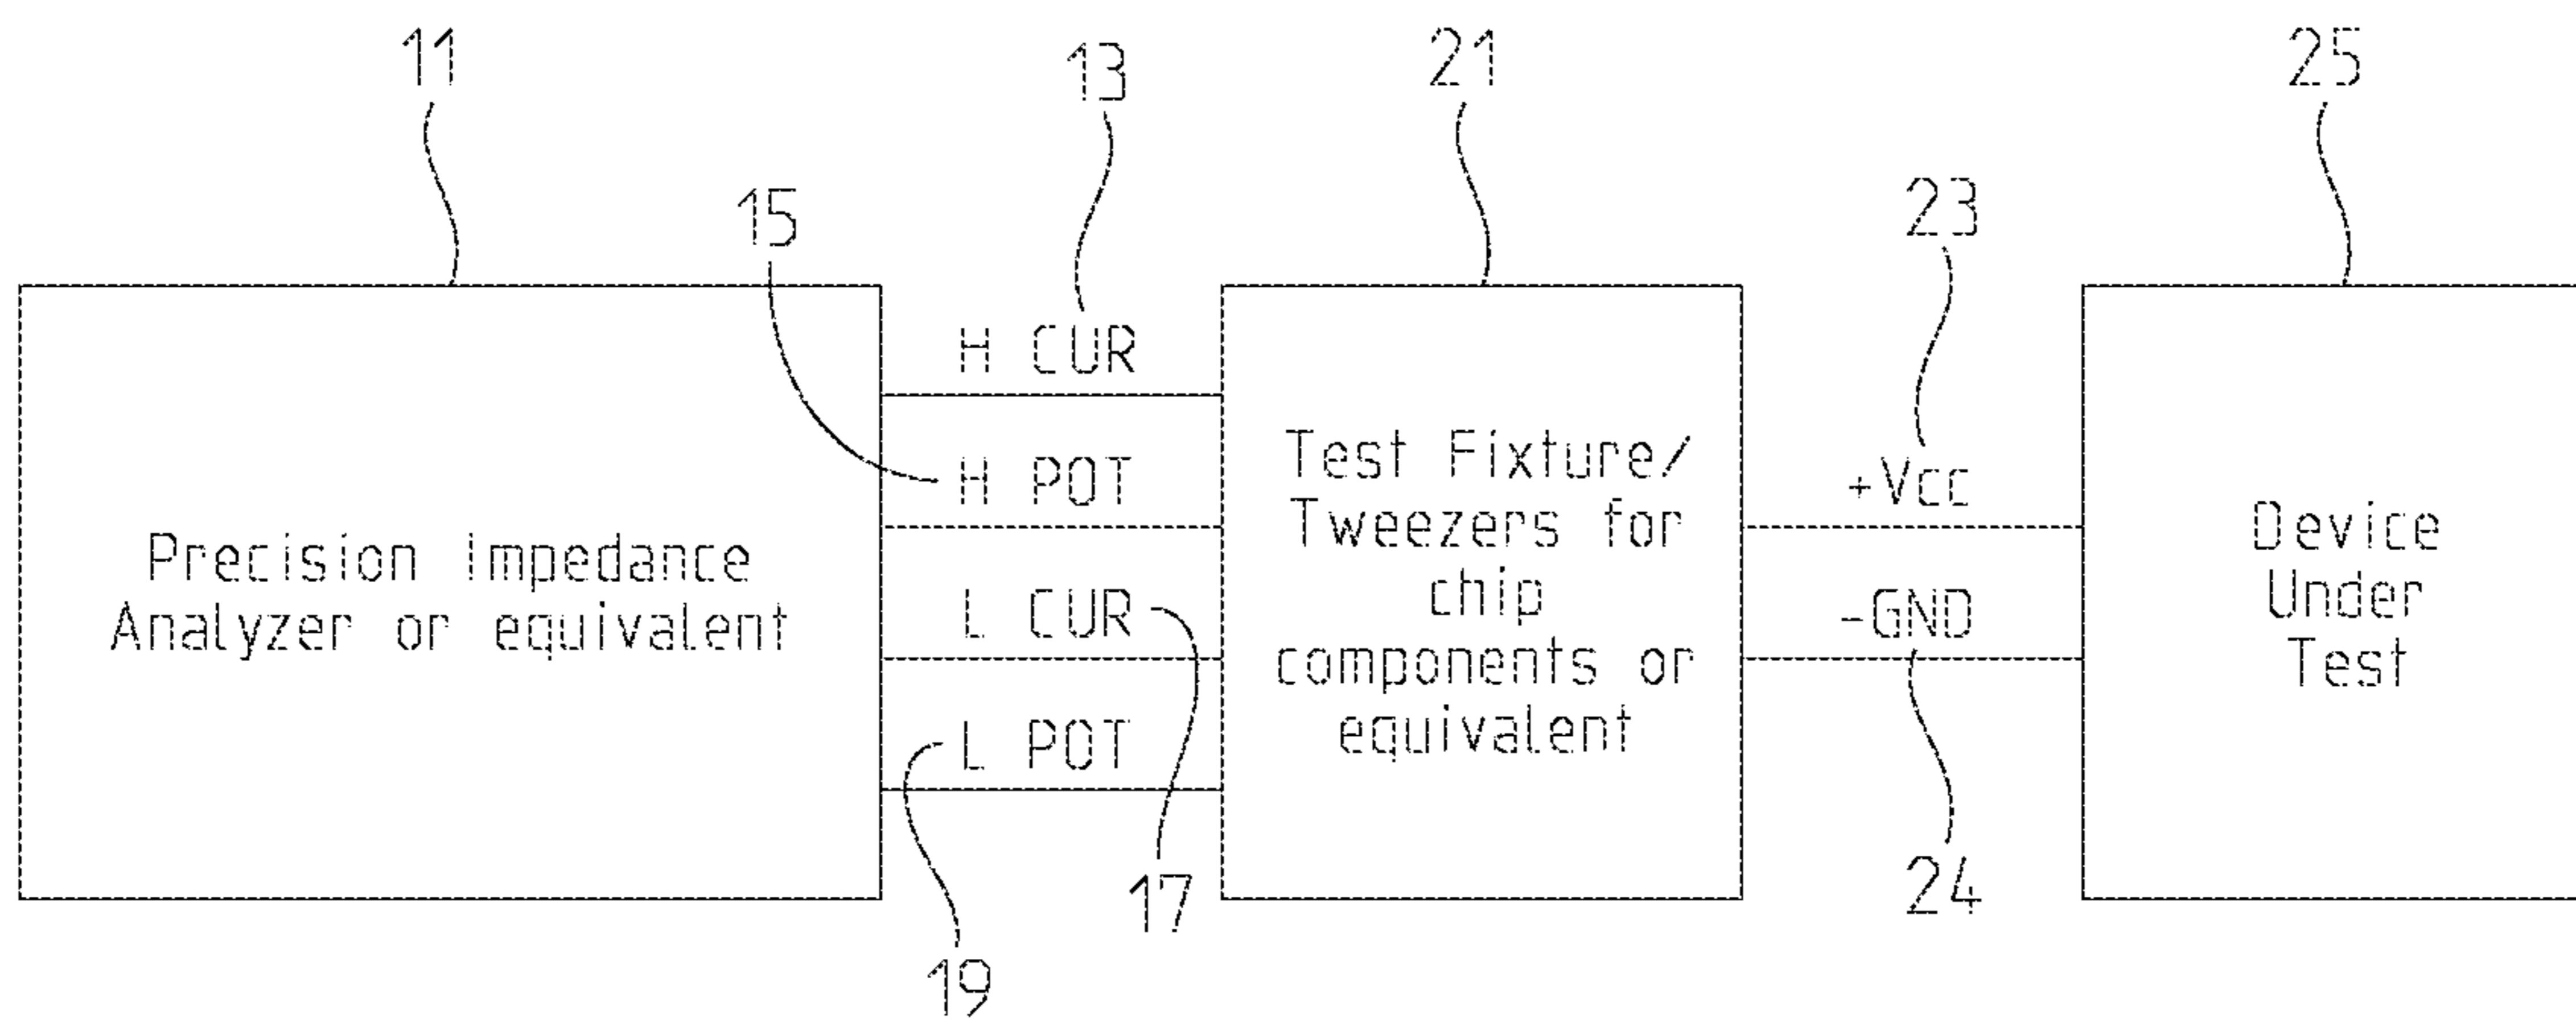 11
13
21
25
15
23
H CUR
H POT
L CUR
L POT
Precision Impedance
Analyzer or equivalent
Test Fixture/
Tweezers for
chip
components or
equivalent
+Vcc
-GND
Device
Under
Test
17
24
19